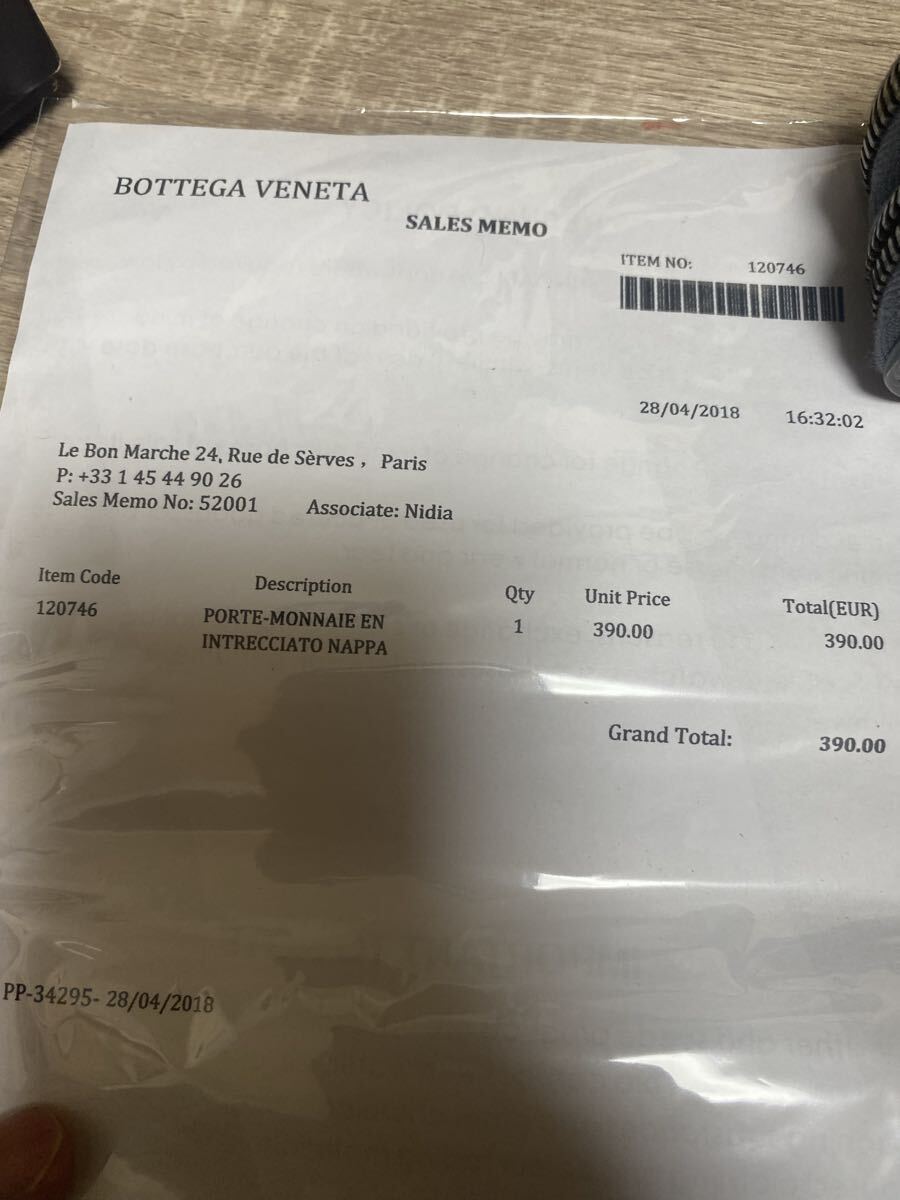 BOTTEGA VENETA
SALES MEMO
ITEM NO: 120746
28/04/2018 16:32:02
Le Bon Marche 24, Rue de Sèrves , Paris
P: +33 1 45 44 90 26
Sales Memo No: 52001 Associate: Nidia
Item Code Description Qty Unit Price Total(EUR)
120746 PORTE-MONNAIE EN 1 390.00 390.00
INTRECCIATO NAPPA
Grand Total: 390.00
PP-34295- 28/04/2018